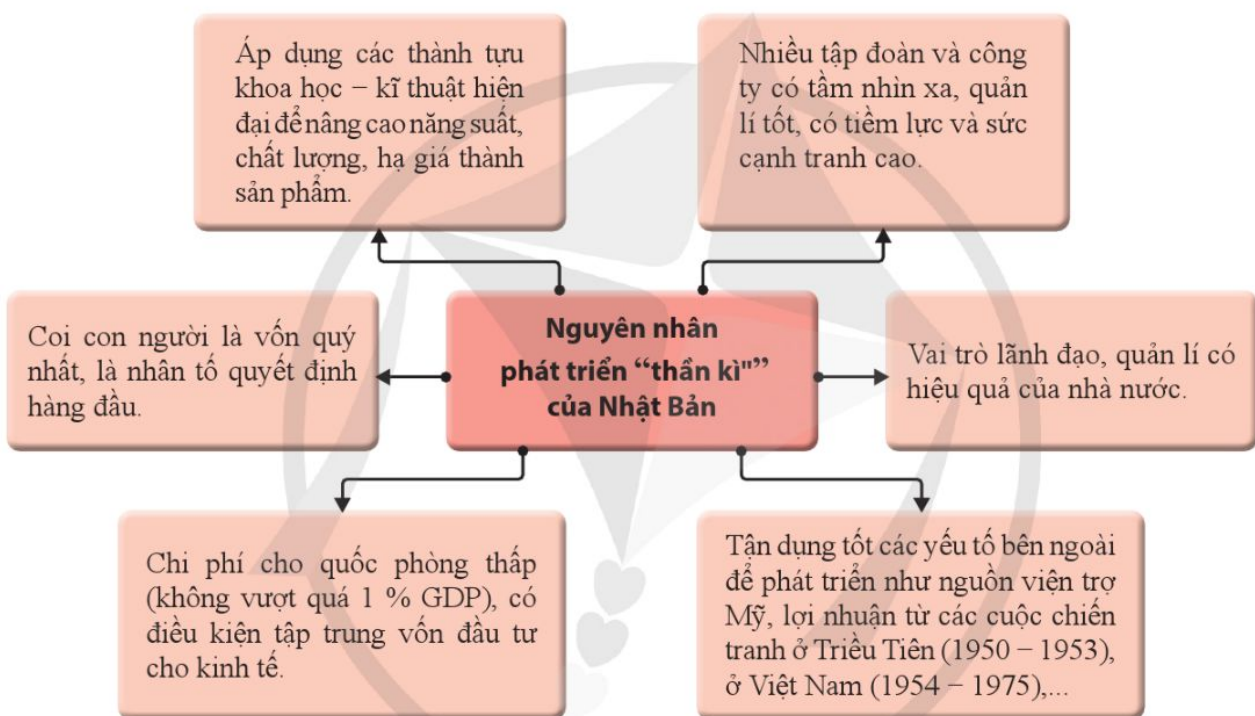 Áp dụng các thành tựu
khoa học – kĩ thuật hiện
đại để nâng cao năng suất,
chất lượng, hạ giá thành
sản phẩm.
Nhiều tập đoàn và công
ty có tầm nhìn xa, quản
lí tốt, có tiềm lực và sức
cạnh tranh cao.
Coi con người là vốn quý
nhất, là nhân tố quyết định
hàng đầu.
Nguyên nhân
phát triển “thần kì"”
của Nhật Bản
Vai trò lãnh đạo, quản lí có
hiệu quả của nhà nước.
Chi phí cho quốc phòng thấp
(không vượt quá 1 % GDP), có
điều kiện tập trung vốn đầu tư
cho kinh tế.
Tận dụng tốt các yếu tố bên ngoài
để phát triển như nguồn viện trợ
Mỹ, lợi nhuận từ các cuộc chiến
tranh ở Triều Tiên (1950 – 1953),
ở Việt Nam (1954 – 1975),...